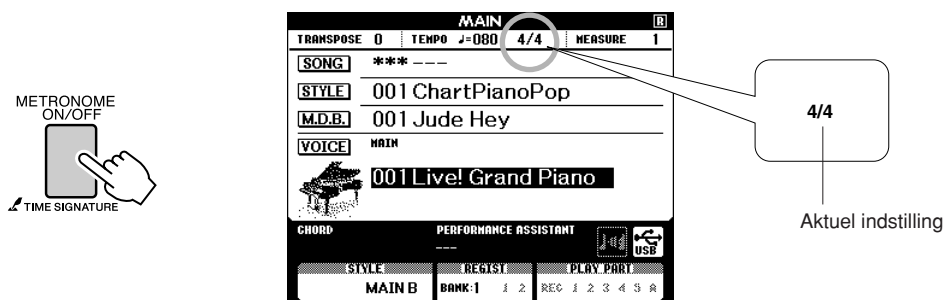 METRONOME
ON/OFF
TIME SIGNATURE
MAIN R
TRANSPOSE 0 TEMPO ♩=080 4/4 MEASURE 1
SONG *** ---
STYLE 001 ChartPianoPop
M.D.B. 001 Jude Hey
VOICE MAIN
001 Live! Grand Piano
CHORD PERFORMANCE ASSISTANT
---
USB
STYLE REGIST PLAY PART
MAIN B BANK:1 1 2 REC 1 2 3 4 5 A
4/4
Aktuel indstilling